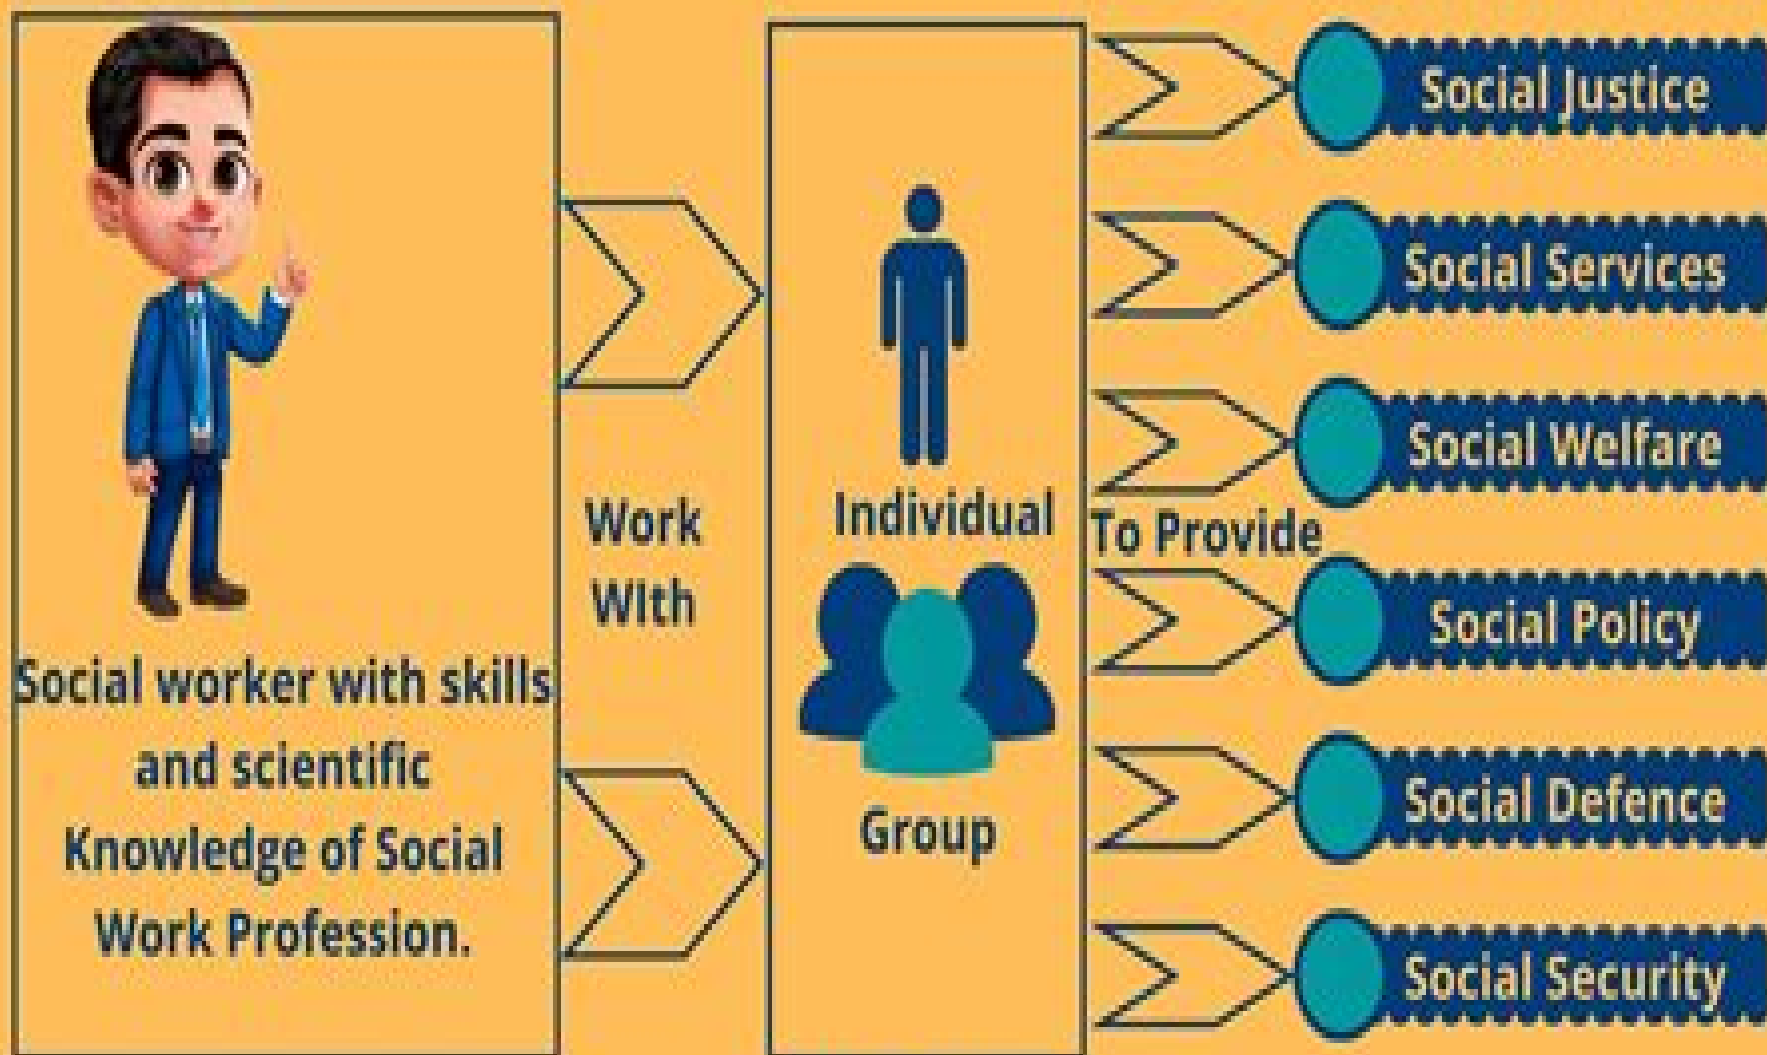 Social worker with skills
and scientific
Knowledge of Social
Work Profession.
Work
WIth
Individual
Group
To Provide
Social Justice
Social Services
Social Welfare
Social Policy
Social Defence
Social Security